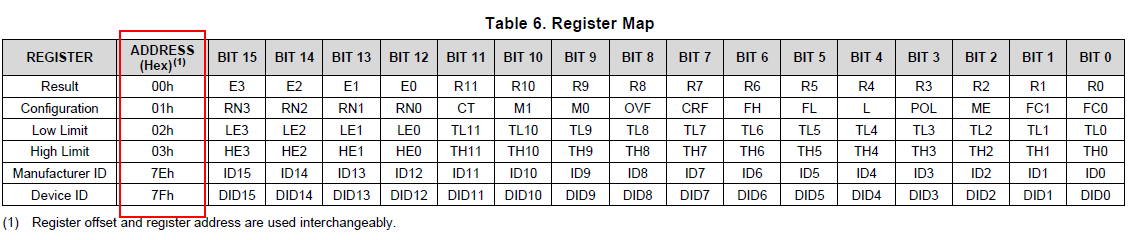 Table 6. Register Map
REGISTER ADDRESS (Hex)(1) BIT 15 BIT 14 BIT 13 BIT 12 BIT 11 BIT 10 BIT 9 BIT 8 BIT 7 BIT 6 BIT 5 BIT 4 BIT 3 BIT 2 BIT 1 BIT 0
Result 00h E3 E2 E1 E0 R11 R10 R9 R8 R7 R6 R5 R4 R3 R2 R1 R0
Configuration 01h RN3 RN2 RN1 RN0 CT M1 M0 OVF CRF FH FL L POL ME FC1 FC0
Low Limit 02h LE3 LE2 LE1 LE0 TL11 TL10 TL9 TL8 TL7 TL6 TL5 TL4 TL3 TL2 TL1 TL0
High Limit 03h HE3 HE2 HE1 HE0 TH11 TH10 TH9 TH8 TH7 TH6 TH5 TH4 TH3 TH2 TH1 TH0
Manufacturer ID 7Eh ID15 ID14 ID13 ID12 ID11 ID10 ID9 ID8 ID7 ID6 ID5 ID4 ID3 ID2 ID1 ID0
Device ID 7Fh DID15 DID14 DID13 DID12 DID11 DID10 DID9 DID8 DID7 DID6 DID5 DID4 DID3 DID2 DID1 DID0
(1) Register offset and register address are used interchangeably.